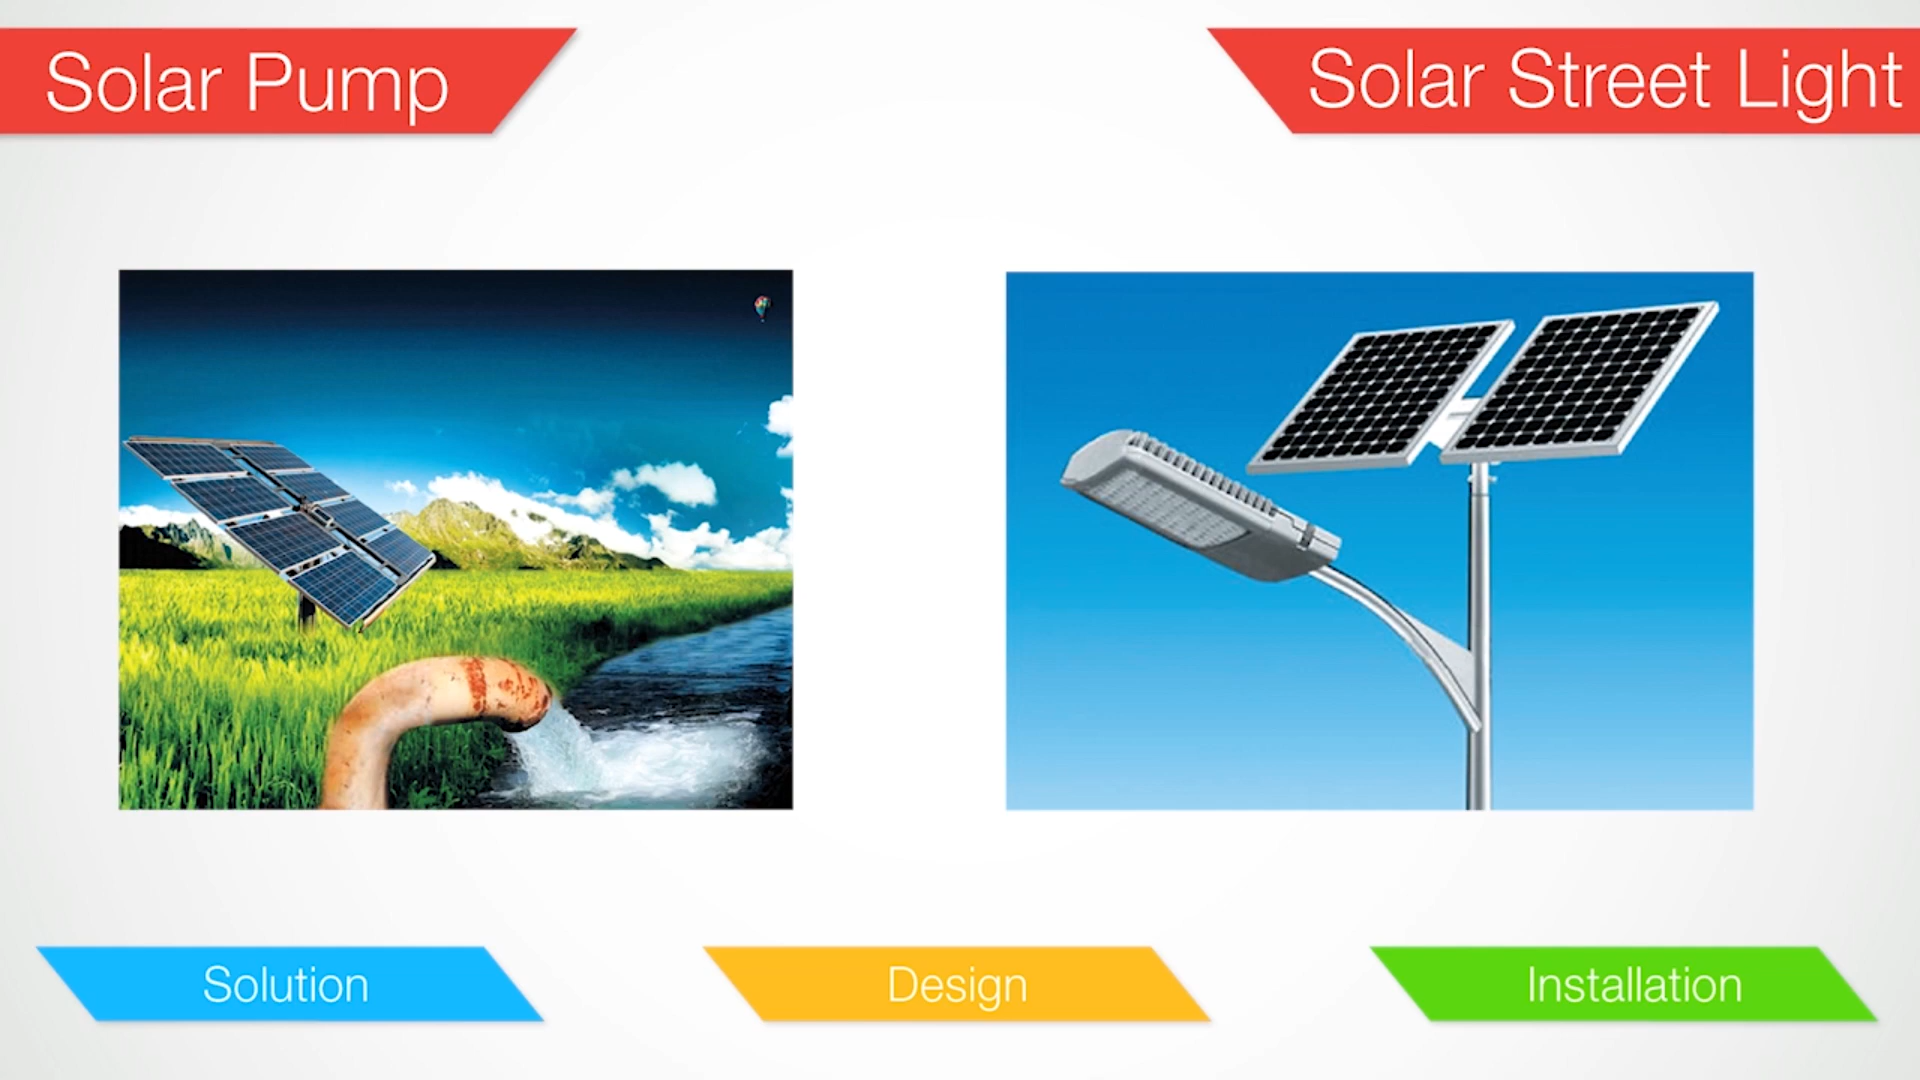 Solar Pump
Solar Street Light
Solution
Design
Installation